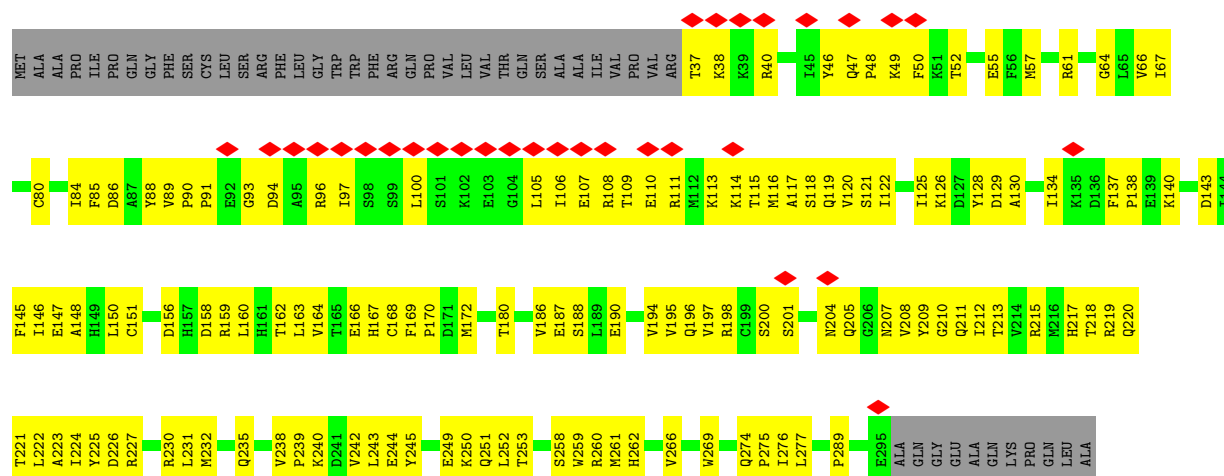 MET ALA ALA PRO ILE PRO GLN GLY PHE SER CYS LEU SER ARG PHE LEU GLY TRP TRP PHE ARG GLN PRO VAL LEU VAL THR GLN SER ALA ALA ILE VAL PRO VAL ARG T37 K38 K39 R40 I45 Y46 Q47 P48 K49 F50 K51 T52 E55 F56 M57 R61 G64 L65 V66 I67
C80 I84 F85 D86 A87 Y88 V89 P90 P91 E92 G93 D94 A95 R96 I97 S98 S99 L100 S101 K102 E103 G104 L105 I106 E107 R108 T109 E110 R111 M112 K113 K114 T115 M116 A117 S118 Q119 V120 S121 I122 I125 K126 D127 Y128 D129 A130 I134 K135 D136 F137 P138 E139 K140 D143 I144
F145 I146 E147 A148 H149 L150 C151 D156 H157 D158 R159 L160 H161 T162 L163 V164 T165 E166 H167 C168 F169 P170 D171 M172 T180 V186 E187 S188 L189 E190 V194 V195 Q196 V197 R198 C199 S200 S201 N204 Q205 G206 N207 V208 Y209 G210 Q211 I212 T213 V214 R215 M216 H217 T218 R219 Q220
T221 L222 A223 I224 Y225 D226 R227 R230 L231 M232 Q235 V238 P239 K240 D241 V242 L243 E244 Y245 E249 K250 Q251 L252 T253 S258 W259 R260 M261 H262 V266 W269 Q274 P275 I276 L277 P289 E295 ALA GLN GLY GLU ALA GLN LYS PRO GLN LEU ALA